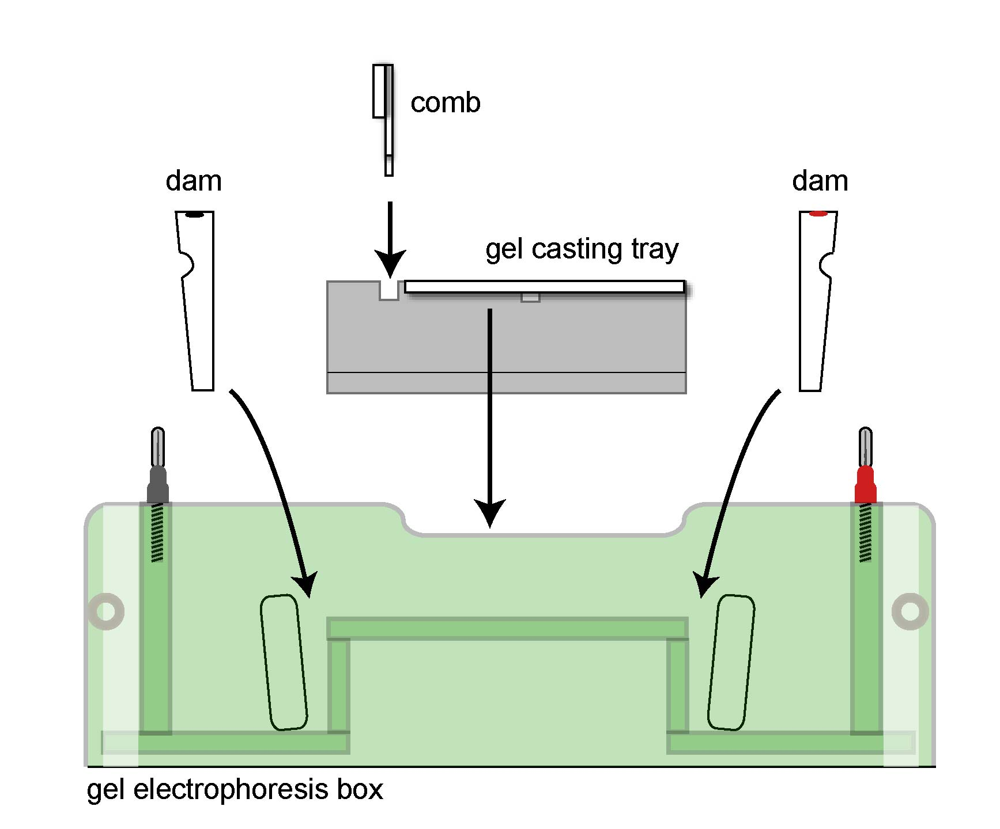 comb
dam
dam
gel casting tray
gel electrophoresis box